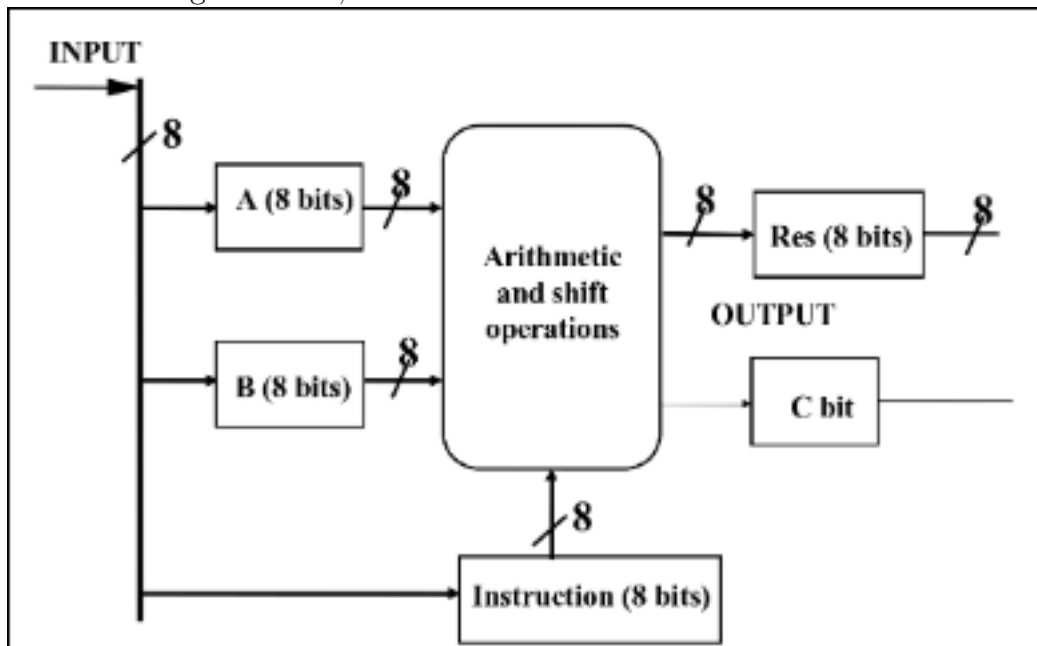 INPUT
8
A (8 bits)
8
8
Res (8 bits)
8
Arithmetic
and shift
operations
OUTPUT
B (8 bits)
8
C bit
8
Instruction (8 bits)